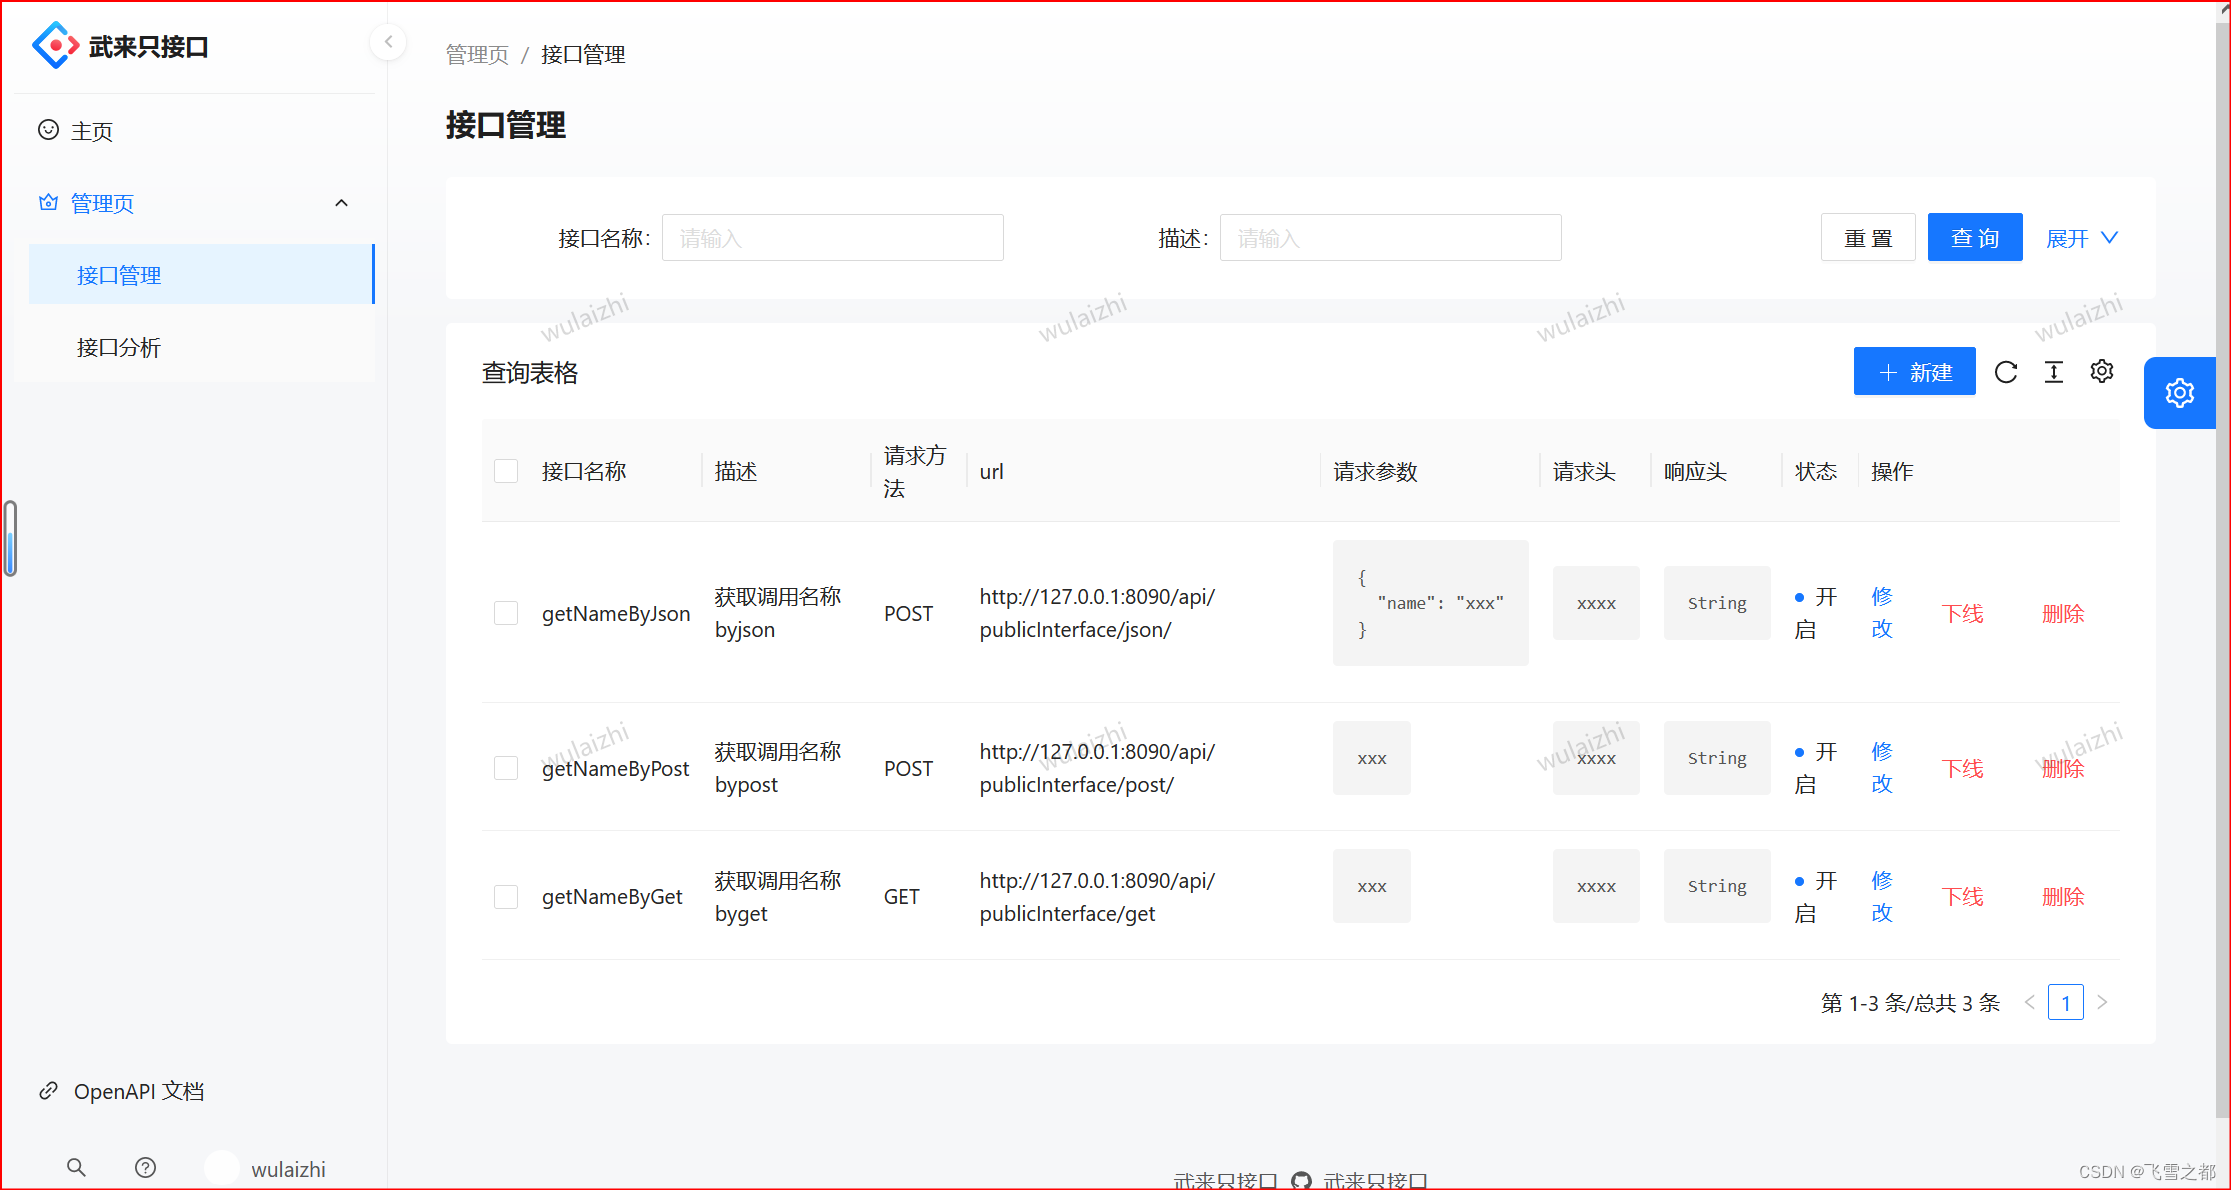 武来只接口
主页
管理页
接口管理
接口分析
OpenAPI 文档
wulaizhi
管理页 / 接口管理
接口管理
接口名称: 请输入 描述: 请输入 重 置 查 询 展开
wulaizhi wulaizhi wulaizhi wulaizhi
查询表格 新建
接口名称 描述 请求方法 url 请求参数 请求头 响应头 状态 操作
getNameByJson 获取调用名称byjson POST http://127.0.0.1:8090/api/publicInterface/json/ { "name": "xxx" } xxxx String 开启 修改 下线 删除
wulaizhi wulaizhi wulaizhi wulaizhi
getNameByPost 获取调用名称bypost POST http://127.0.0.1:8090/api/publicInterface/post/ xxx xxxx String 开启 修改 下线 删除
getNameByGet 获取调用名称byget GET http://127.0.0.1:8090/api/publicInterface/get xxx xxxx String 开启 修改 下线 删除
第 1-3 条/总共 3 条 1
武来只接口 武来只接口
CSDN @飞雪之都